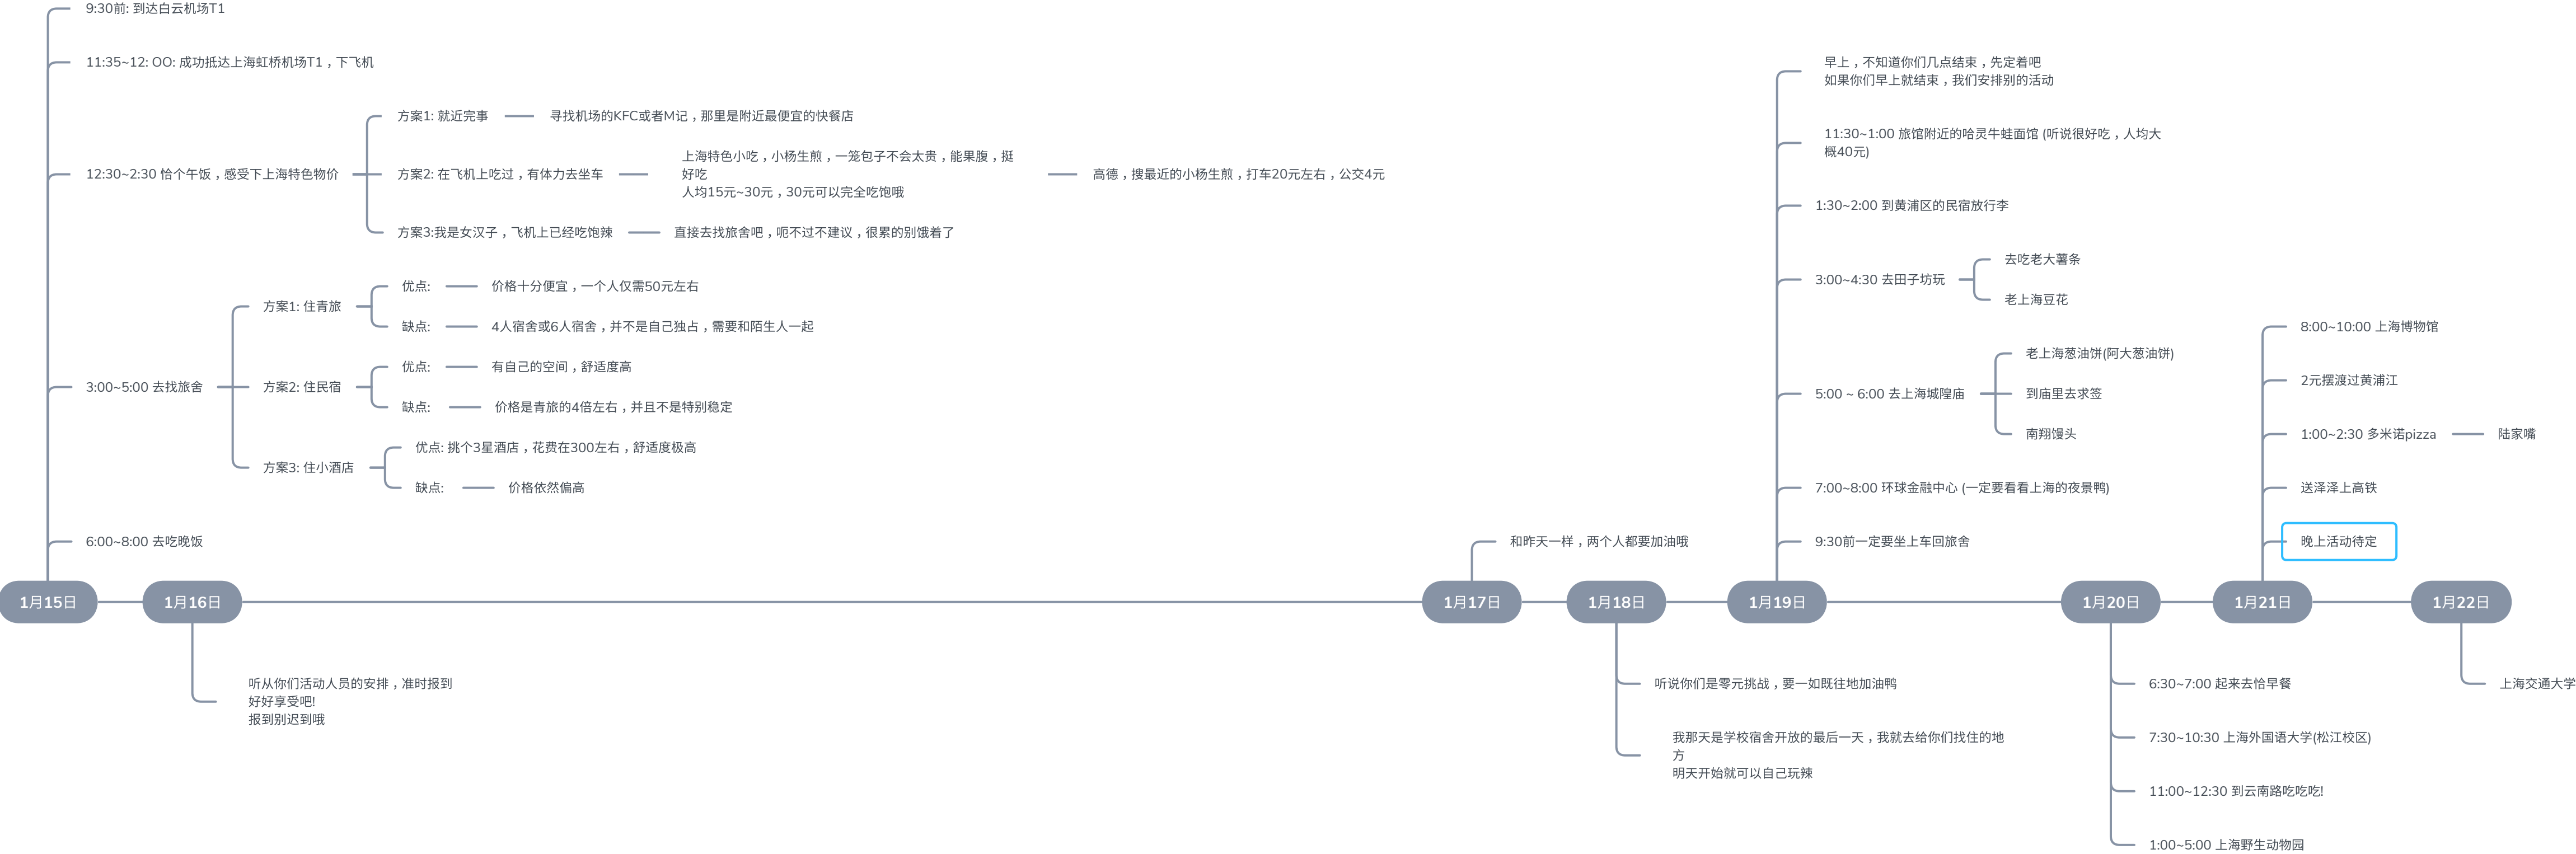 9:30前: 到达白云机场T1
11:35~12: OO: 成功抵达上海虹桥机场T1，下飞机
12:30~2:30 恰个午饭，感受下上海特色物价
方案1: 就近完事
寻找机场的KFC或者M记，那里是附近最便宜的快餐店
方案2: 在飞机上吃过，有体力去坐车
上海特色小吃，小杨生煎，一笼包子不会太贵，能果腹，挺
好吃
人均15元~30元，30元可以完全吃饱哦
高德，搜最近的小杨生煎，打车20元左右，公交4元
方案3:我是女汉子，飞机上已经吃饱辣
直接去找旅舍吧，呃不过不建议，很累的别饿着了
3:00~5:00 去找旅舍
方案1: 住青旅
优点:
价格十分便宜，一个人仅需50元左右
缺点:
4人宿舍或6人宿舍，并不是自己独占，需要和陌生人一起
方案2: 住民宿
优点:
有自己的空间，舒适度高
缺点:
价格是青旅的4倍左右，并且不是特别稳定
方案3: 住小酒店
优点: 挑个3星酒店，花费在300左右，舒适度极高
缺点:
价格依然偏高
6:00~8:00 去吃晚饭
1月15日
1月16日
听从你们活动人员的安排，准时报到
好好享受吧!
报到别迟到哦
1月17日
和昨天一样，两个人都要加油哦
1月18日
听说你们是零元挑战，要一如既往地加油鸭
我那天是学校宿舍开放的最后一天，我就去给你们找住的地
方
明天开始就可以自己玩辣
1月19日
早上，不知道你们几点结束，先定着吧
如果你们早上就结束，我们安排别的活动
11:30~1:00 旅馆附近的哈灵牛蛙面馆 (听说很好吃，人均大
概40元)
1:30~2:00 到黄浦区的民宿放行李
3:00~4:30 去田子坊玩
去吃老大薯条
老上海豆花
5:00 ~ 6:00 去上海城隍庙
老上海葱油饼(阿大葱油饼)
到庙里去求签
南翔馒头
7:00~8:00 环球金融中心 (一定要看看上海的夜景鸭)
9:30前一定要坐上车回旅舍
1月20日
6:30~7:00 起来去恰早餐
7:30~10:30 上海外国语大学(松江校区)
11:00~12:30 到云南路吃吃吃!
1:00~5:00 上海野生动物园
1月21日
8:00~10:00 上海博物馆
2元摆渡过黄浦江
1:00~2:30 多米诺pizza
陆家嘴
送泽泽上高铁
晚上活动待定
1月22日
上海交通大学